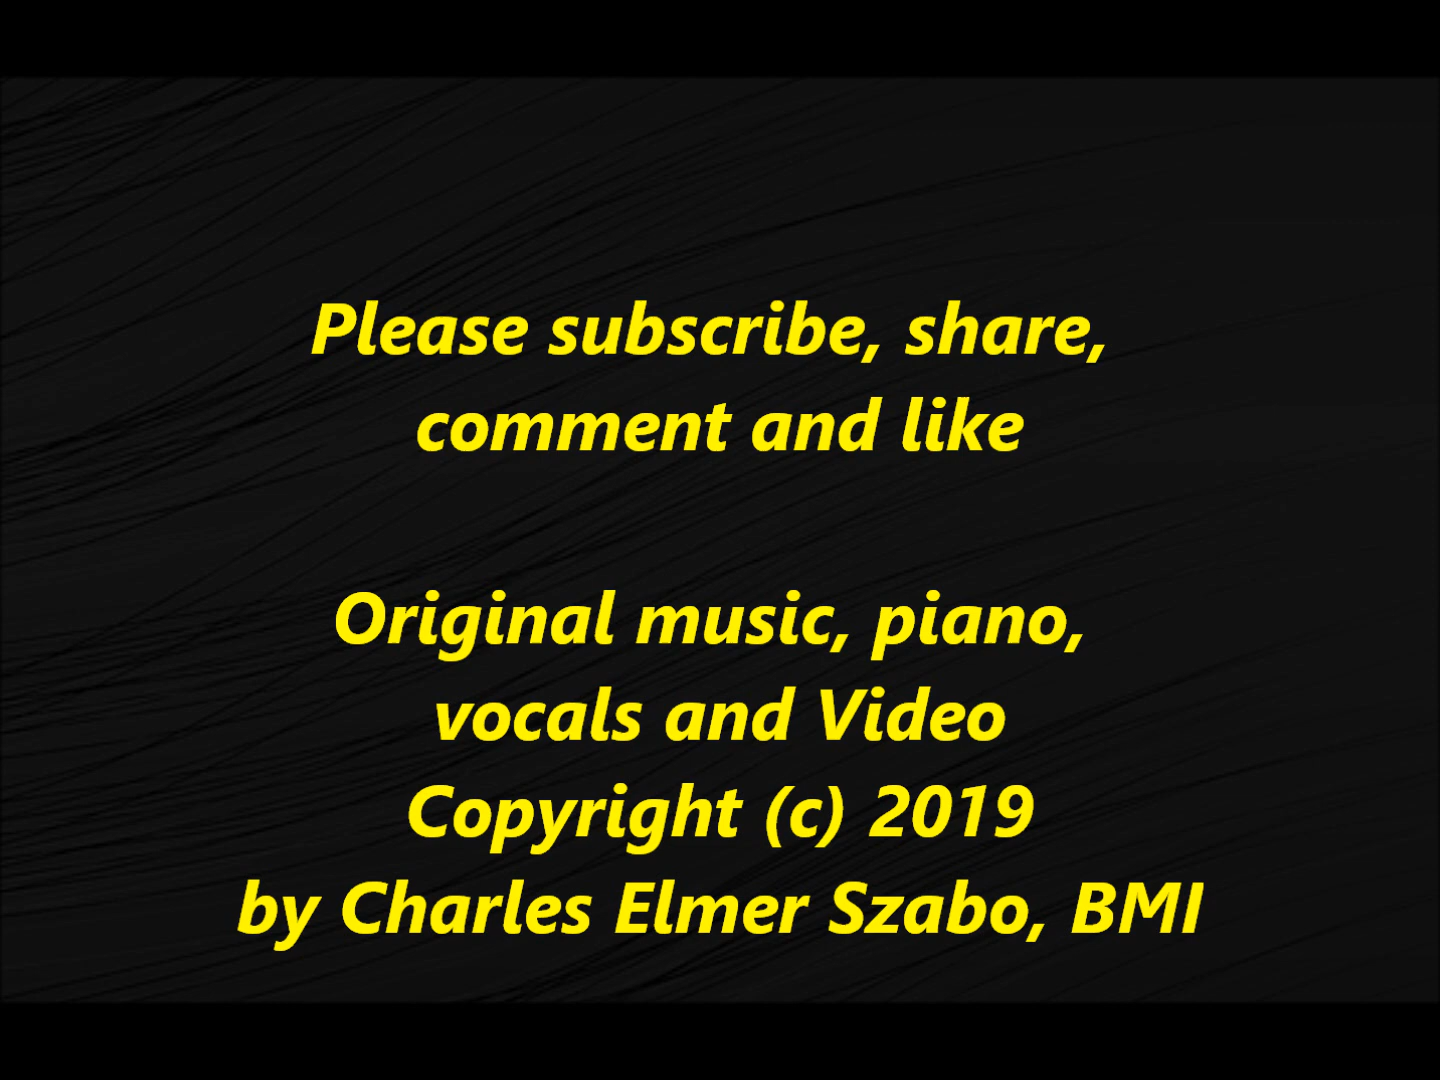 Please subscribe, share,
comment and like
Original music, piano,
vocals and Video
Copyright (c) 2019
by Charles Elmer Szabo, BMI